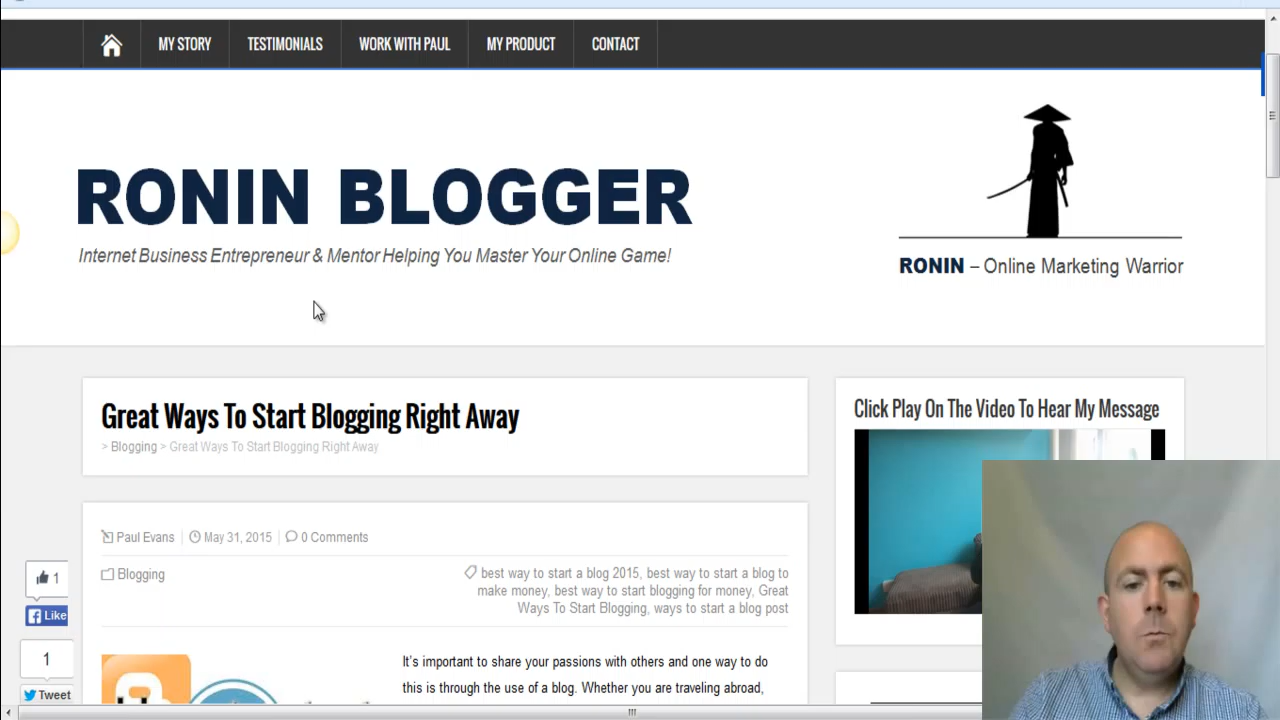 MY STORY
TESTIMONIALS
WORK WITH PAUL
MY PRODUCT
CONTACT
RONIN BLOGGER
Internet Business Entrepreneur & Mentor Helping You Master Your Online Game!
RONIN – Online Marketing Warrior
Great Ways To Start Blogging Right Away
> Blogging > Great Ways To Start Blogging Right Away
Click Play On The Video To Hear My Message
Paul Evans
May 31, 2015
0 Comments
Blogging
best way to start a blog 2015, best way to start a blog to
make money, best way to start blogging for money, Great
Ways To Start Blogging, ways to start a blog post
1
Like
1
Tweet
It's important to share your passions with others and one way to do
this is through the use of a blog. Whether you are traveling abroad,